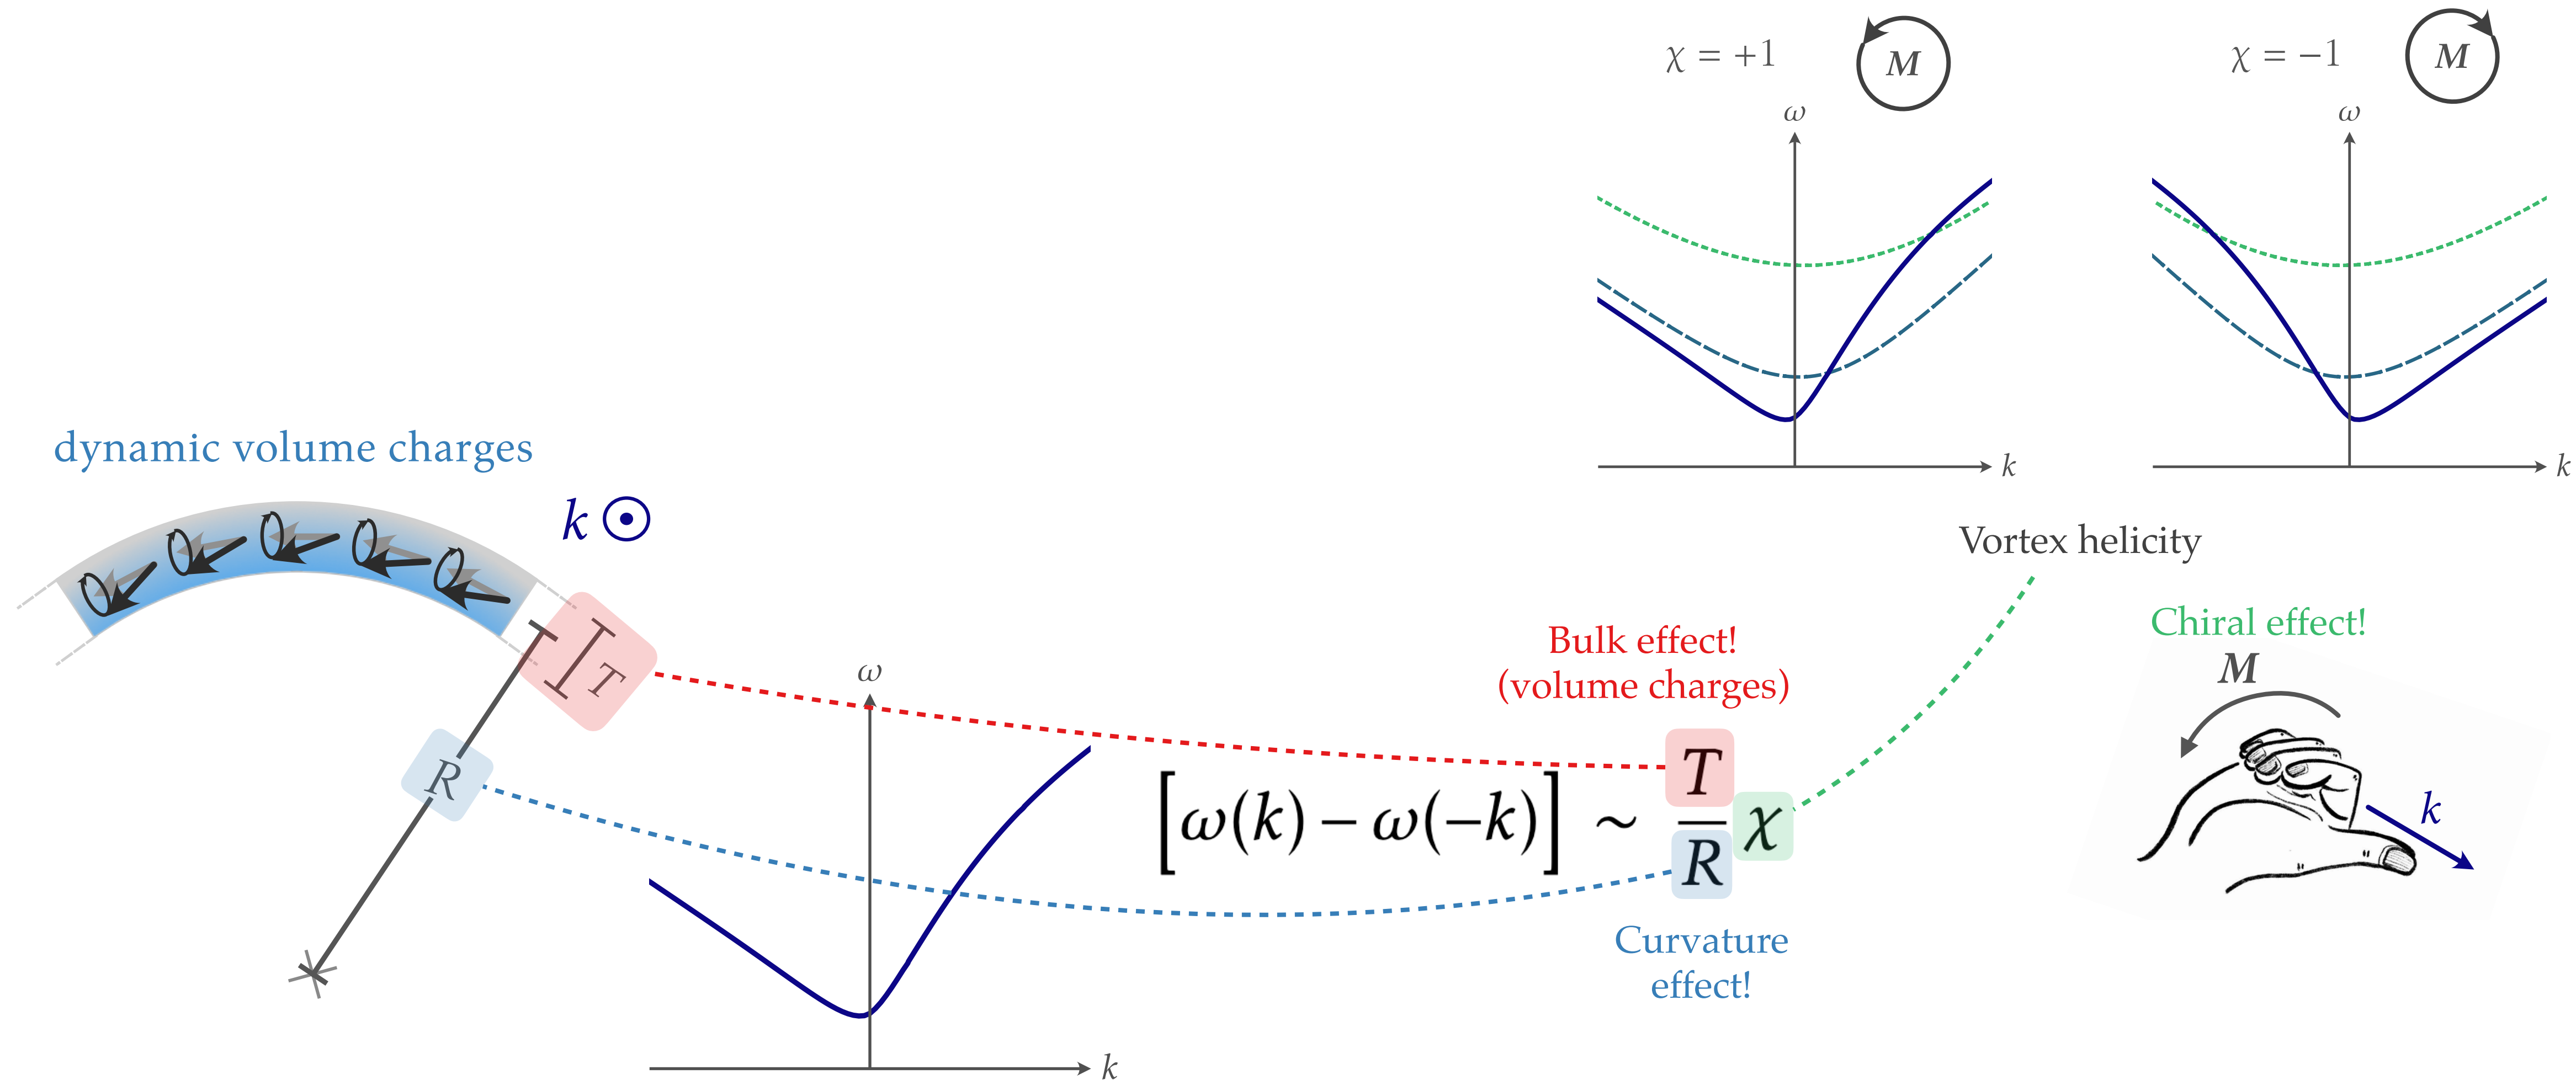 χ = +1
M
χ = −1
M
ω
k
ω
k
dynamic volume charges
k
T
R
ω
k
Bulk effect!
(volume charges)
[ω(k) − ω(−k)] ~ T/R χ
Curvature
effect!
Vortex helicity
Chiral effect!
M
k